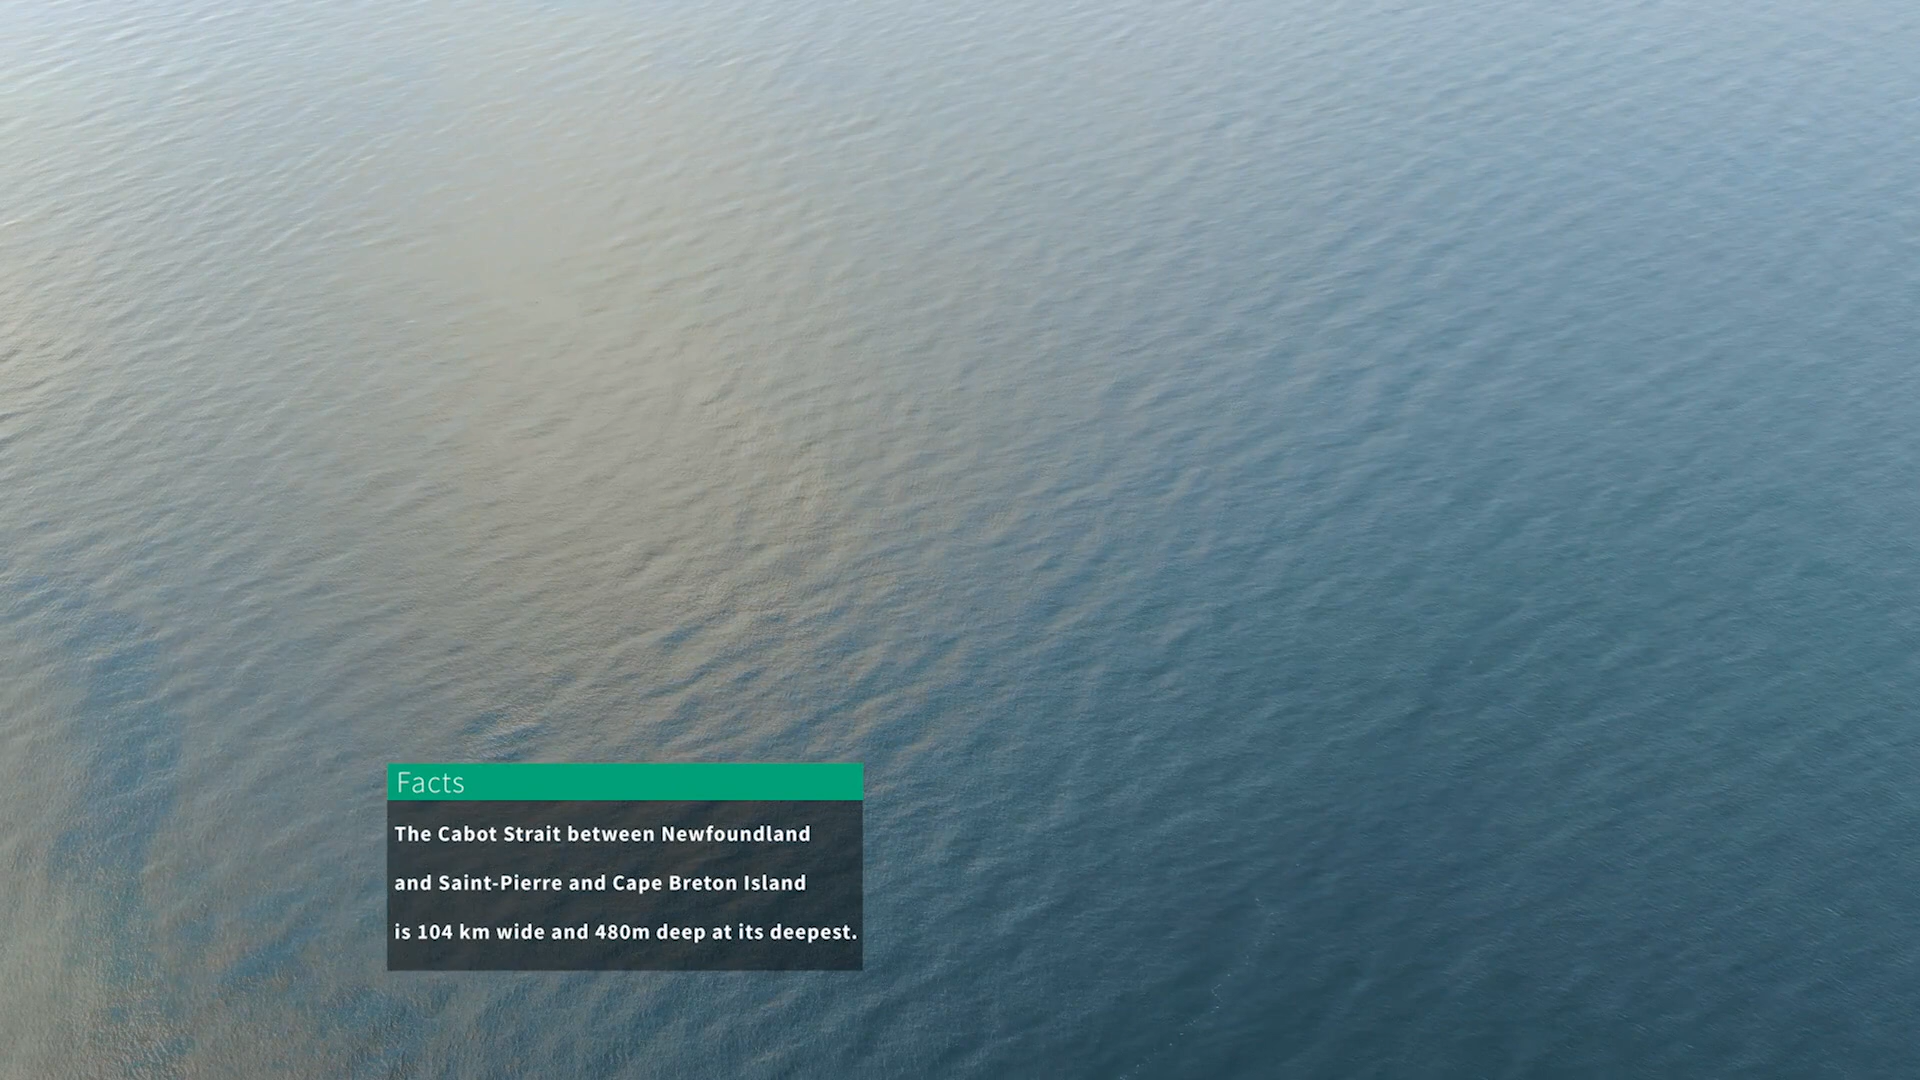 Facts
The Cabot Strait between Newfoundland
and Saint-Pierre and Cape Breton Island
is 104 km wide and 480m deep at its deepest.